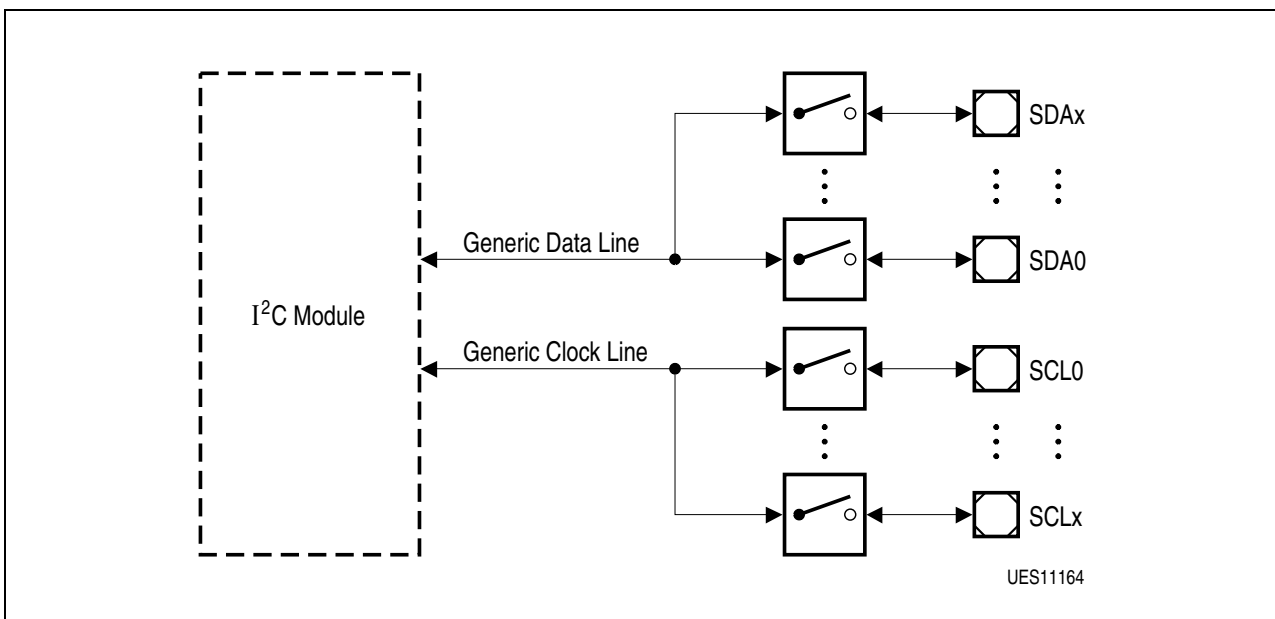 SDAx
Generic Data Line
SDA0
I²C Module
Generic Clock Line
SCL0
SCLx
UES11164